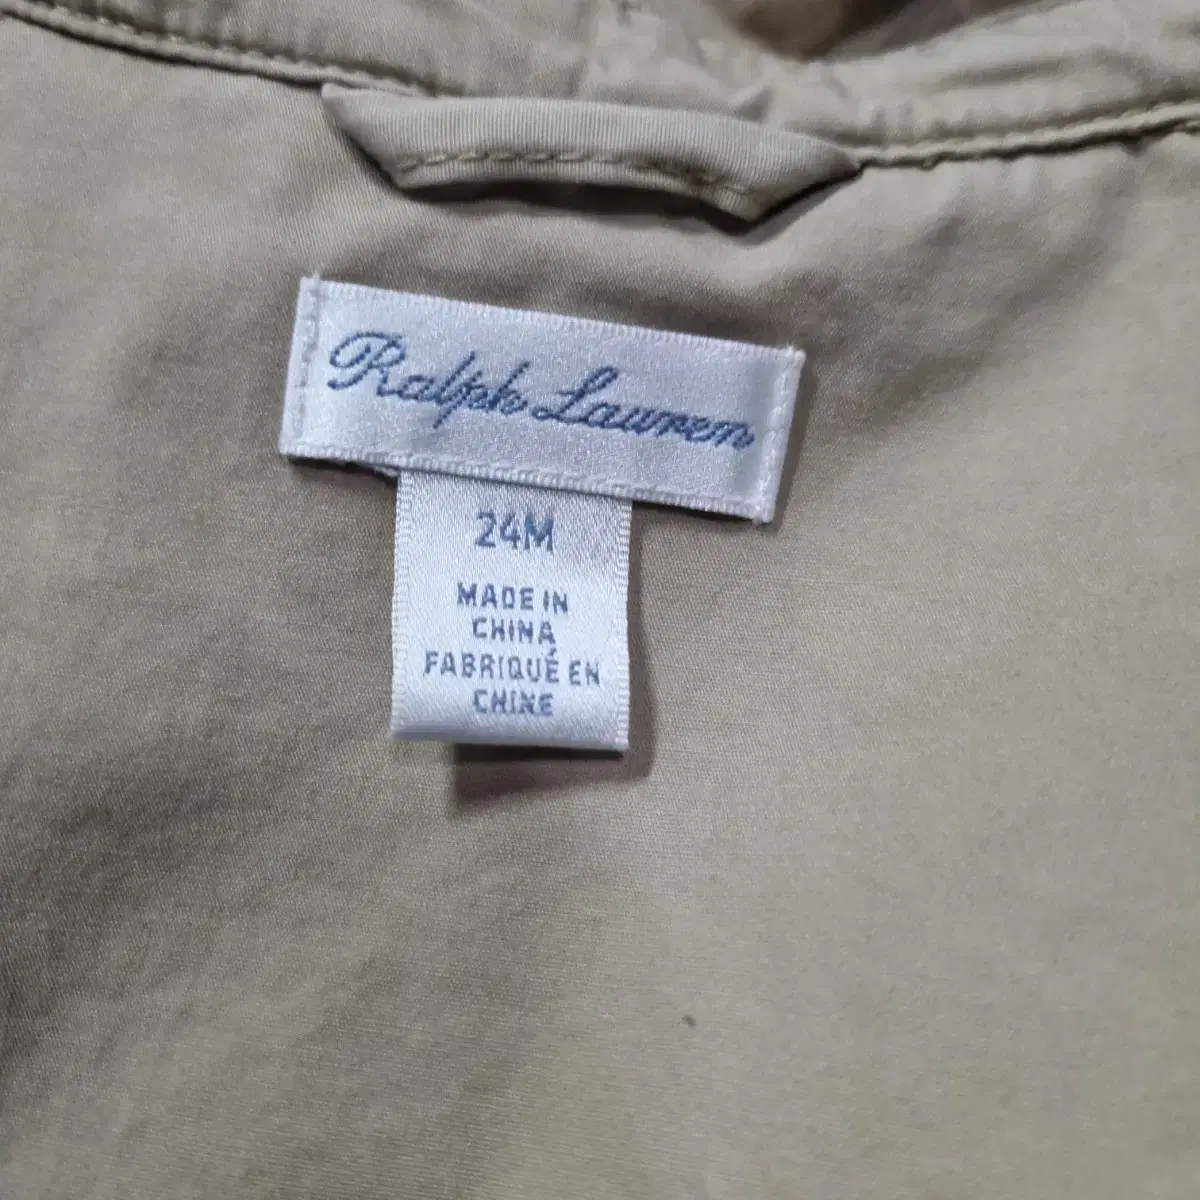 Ralph Lauren
24M
MADE IN
CHINA
FABRIQUÉ EN
CHINE